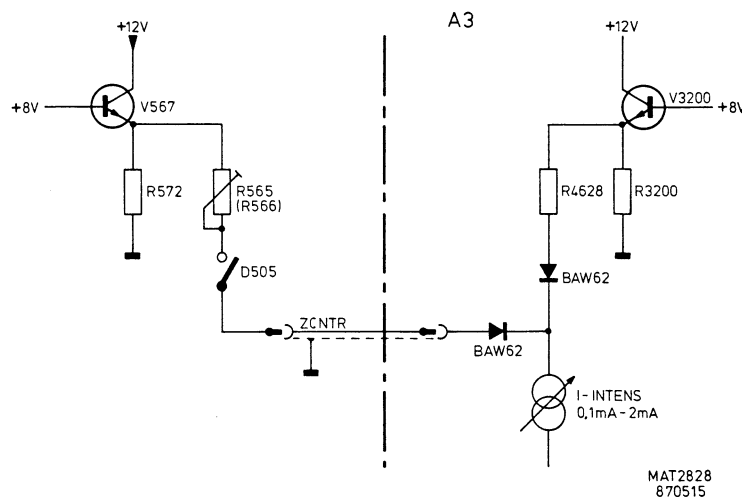 A3
+12V
+12V
+8V
V567
V3200
+8V
R572
R565
(R566)
R4628
R3200
D505
BAW62
ZCNTR
BAW62
I-INTENS
0,1mA-2mA
MAT2828
870515